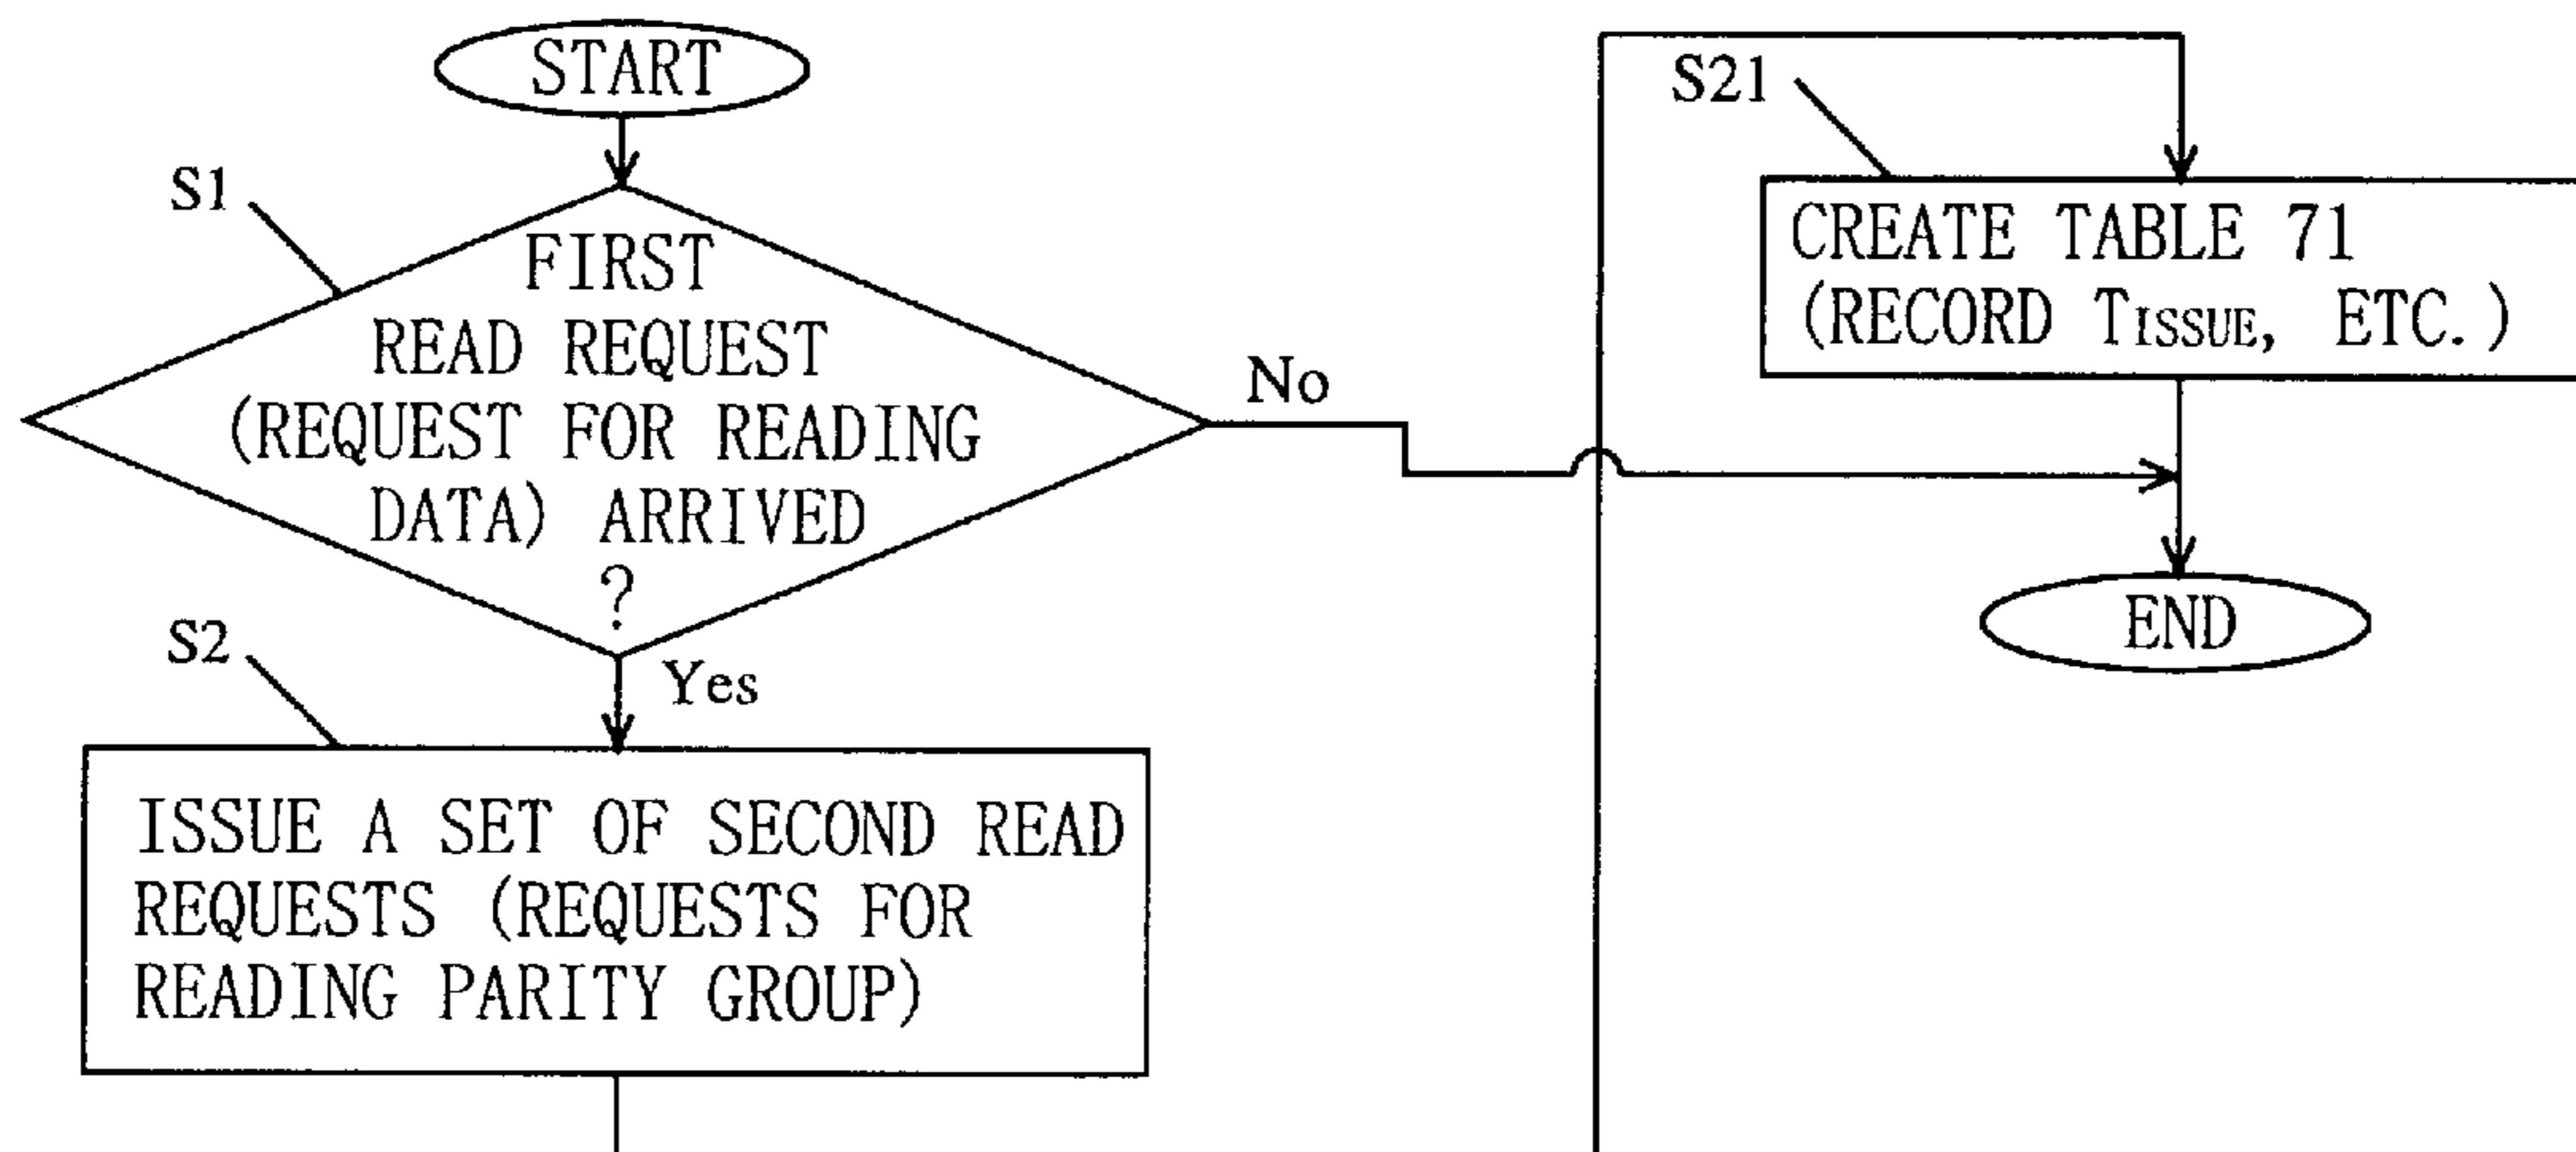 START
S1
FIRST
READ REQUEST
(REQUEST FOR READING
DATA) ARRIVED
?
No
Yes
S2
ISSUE A SET OF SECOND READ
REQUESTS (REQUESTS FOR
READING PARITY GROUP)
S21
CREATE TABLE 71
(RECORD TISSUE, ETC.)
END